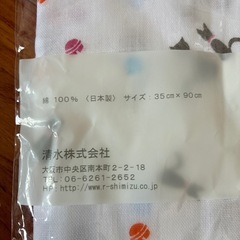 綿 100% 〈日本製〉 サイズ：35㎝×90㎝
清水株式会社
大阪市中央区南本町2-2-18
TEL：06-6261-2652
HP：http://www.r-shimizu.co.jp